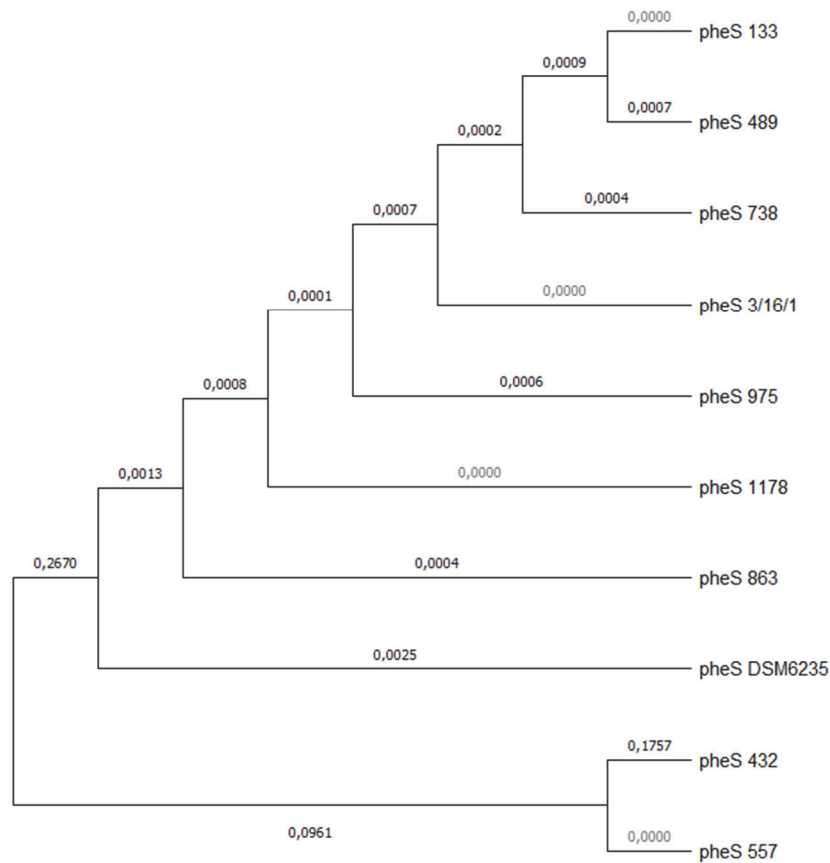 0,0000
pheS 133
0,0009
0,0007
pheS 489
0,0002
0,0004
pheS 738
0,0007
0,0000
pheS 3/16/1
0,0001
0,0006
pheS 975
0,0008
0,0000
pheS 1178
0,0013
0,0004
pheS 863
0,2670
0,0025
pheS DSM6235
0,1757
pheS 432
0,0961
0,0000
pheS 557